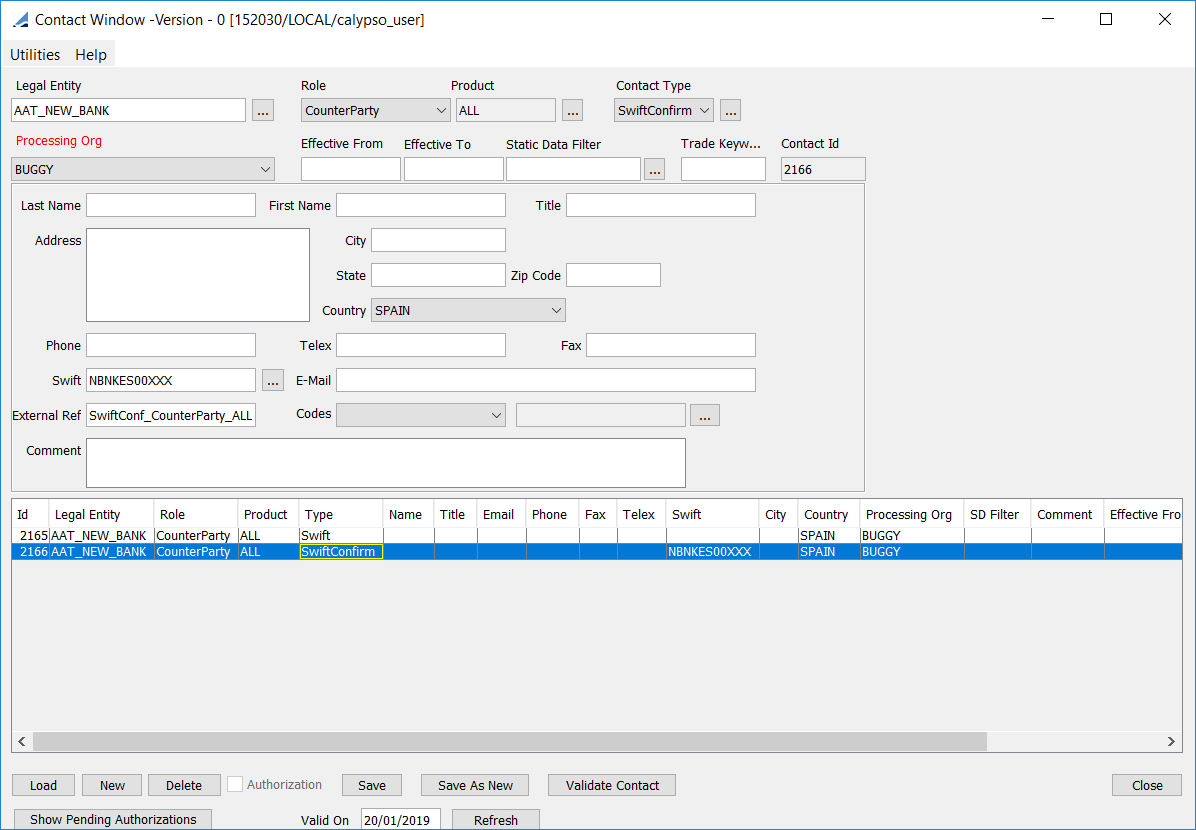 Contact Window -Version - 0 [152030/LOCAL/calypso_user]
Utilities Help
Legal Entity Role Product Contact Type
AAT_NEW_BANK ... CounterParty ALL ... SwiftConfirm ...
Processing Org Effective From Effective To Static Data Filter Trade Keyw... Contact Id
BUGGY ... 2166
Last Name First Name Title
Address City
State Zip Code
Country SPAIN
Phone Telex Fax
Swift NBNKES00XXX ... E-Mail
External Ref SwiftConf_CounterParty_ALL Codes ...
Comment
Id Legal Entity Role Product Type Name Title Email Phone Fax Telex Swift City Country Processing Org SD Filter Comment Effective Fro
2165 AAT_NEW_BANK CounterParty ALL Swift SPAIN BUGGY
2166 AAT_NEW_BANK CounterParty ALL SwiftConfirm NBNKES00XXX SPAIN BUGGY
Load New Delete Authorization Save Save As New Validate Contact Close
Show Pending Authorizations Valid On 20/01/2019 Refresh